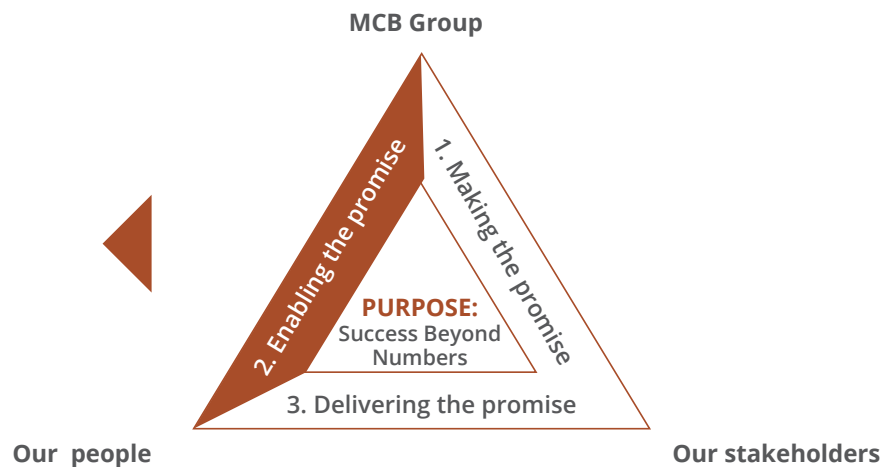 MCB Group
1. Making the promise
2. Enabling the promise
PURPOSE:
Success Beyond
Numbers
3. Delivering the promise
Our people
Our stakeholders